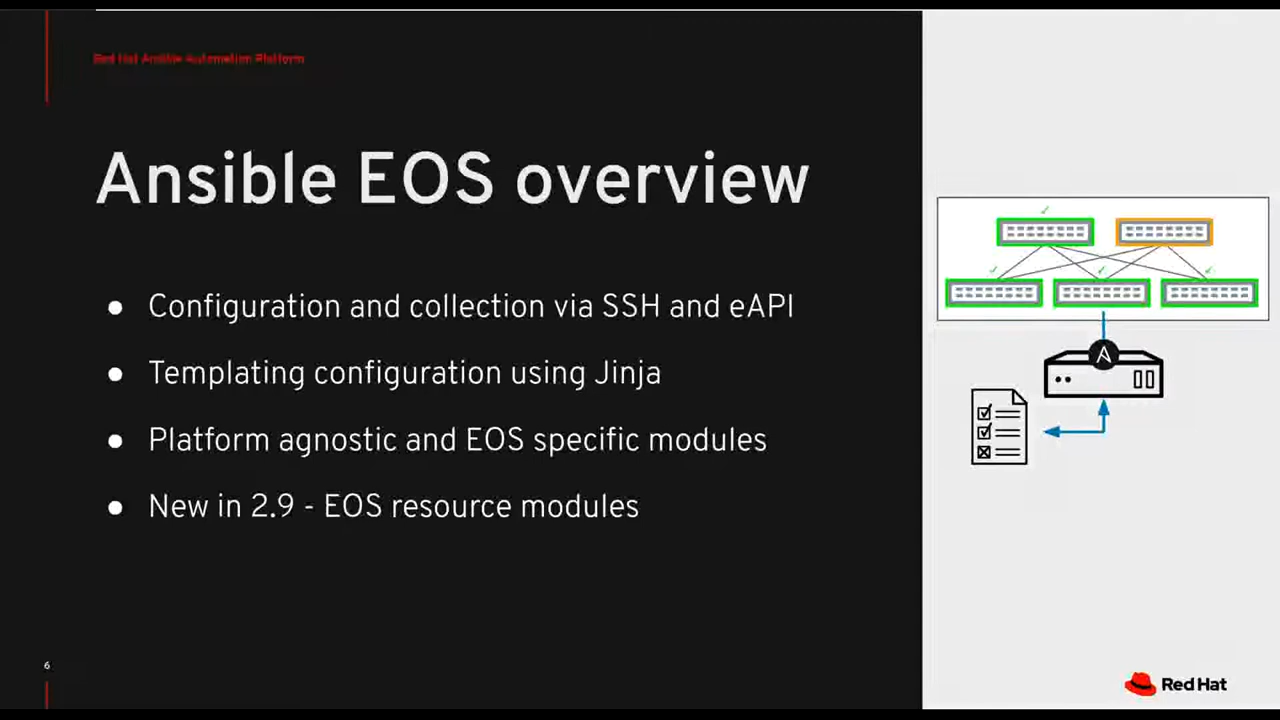 Red Hat Ansible Automation Platform
Ansible EOS overview
● Configuration and collection via SSH and eAPI
● Templating configuration using Jinja
● Platform agnostic and EOS specific modules
● New in 2.9 - EOS resource modules
A
6
Red Hat